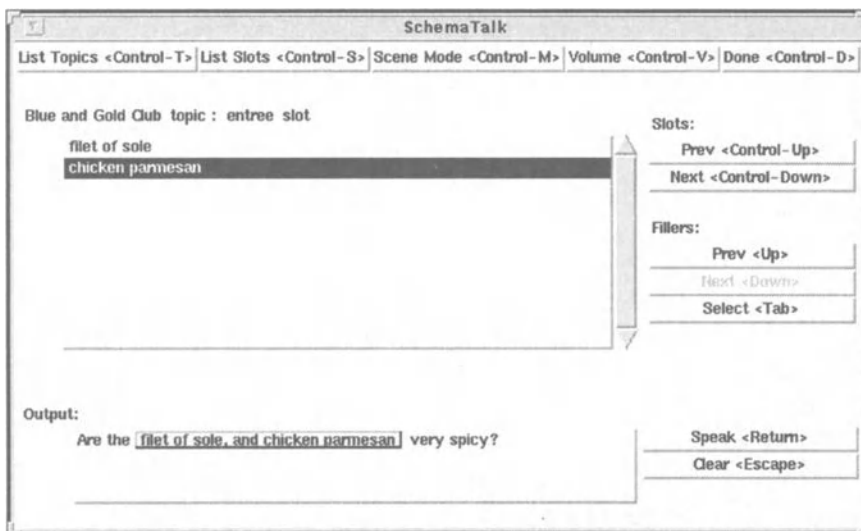 SchemaTalk
List Topics <Control-T> List Slots <Control-S> Scene Mode <Control-M> Volume <Control-V> Done <Control-D>
Blue and Gold Club topic : entree slot
filet of sole
chicken parmesan
Slots:
Prev <Control-Up>
Next <Control-Down>
Fillers:
Prev <Up>
Next <Down>
Select <Tab>
Output:
Are the filet of sole, and chicken parmesan very spicy?
Speak <Return>
Clear <Escape>